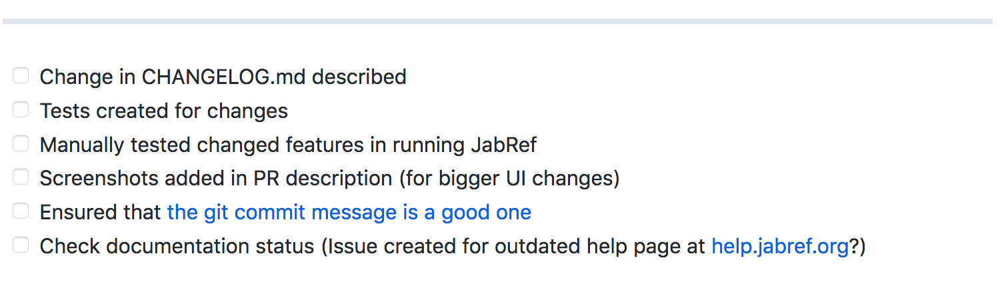 Change in CHANGELOG.md described
Tests created for changes
Manually tested changed features in running JabRef
Screenshots added in PR description (for bigger UI changes)
Ensured that the git commit message is a good one
Check documentation status (Issue created for outdated help page at help.jabref.org?)